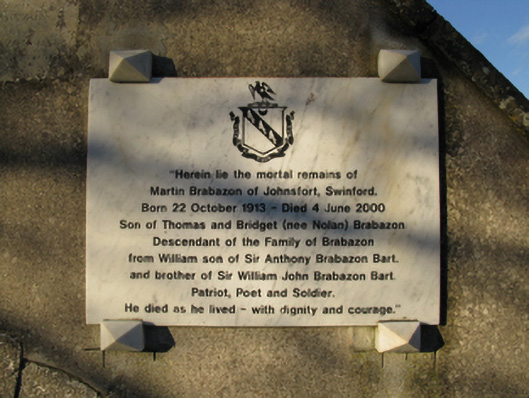 "Herein lie the mortal remains of
Martin Brabazon of Johnsfort, Swinford.
Born 22 October 1913 - Died 4 June 2000
Son of Thomas and Bridget (nee Nolan) Brabazon
Descendant of the Family of Brabazon
from William son of Sir Anthony Brabazon Bart.
and brother of Sir William John Brabazon Bart.
Patriot, Poet and Soldier.
He died as he lived - with dignity and courage."